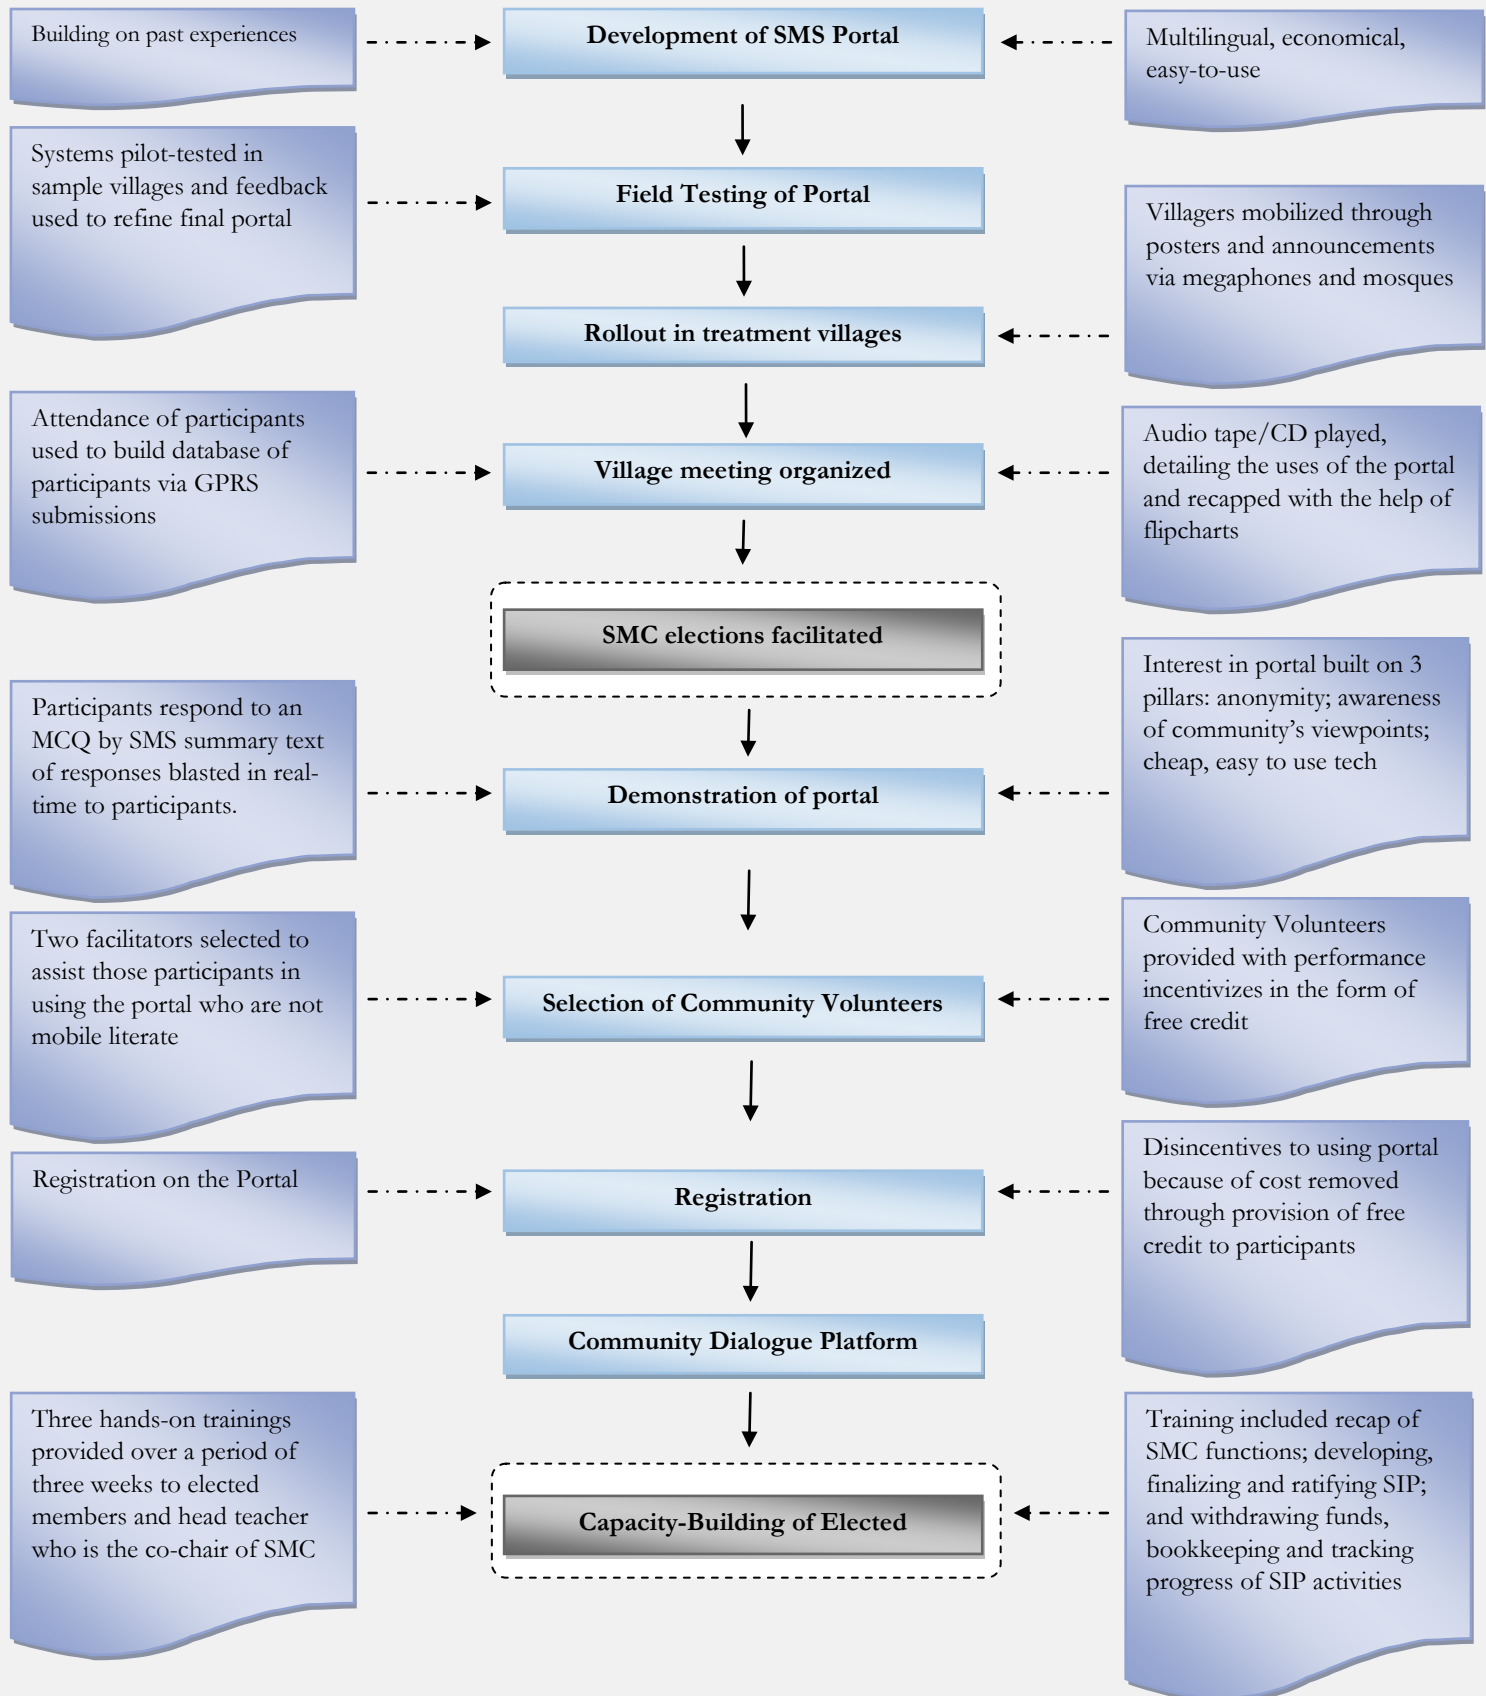 Building on past experiences
Development of SMS Portal
Multilingual, economical,
easy-to-use
Systems pilot-tested in
sample villages and feedback
used to refine final portal
Field Testing of Portal
Villagers mobilized through
posters and announcements
via megaphones and mosques
Rollout in treatment villages
Attendance of participants
used to build database of
participants via GPRS
submissions
Village meeting organized
Audio tape/CD played,
detailing the uses of the portal
and recapped with the help of
flipcharts
SMC elections facilitated
Participants respond to an
MCQ by SMS summary text
of responses blasted in real-
time to participants.
Demonstration of portal
Interest in portal built on 3
pillars: anonymity; awareness
of community’s viewpoints;
cheap, easy to use tech
Two facilitators selected to
assist those participants in
using the portal who are not
mobile literate
Selection of Community Volunteers
Community Volunteers
provided with performance
incentivizes in the form of
free credit
Registration on the Portal
Registration
Disincentives to using portal
because of cost removed
through provision of free
credit to participants
Community Dialogue Platform
Three hands-on trainings
provided over a period of
three weeks to elected
members and head teacher
who is the co-chair of SMC
Capacity-Building of Elected
Training included recap of
SMC functions; developing,
finalizing and ratifying SIP;
and withdrawing funds,
bookkeeping and tracking
progress of SIP activities